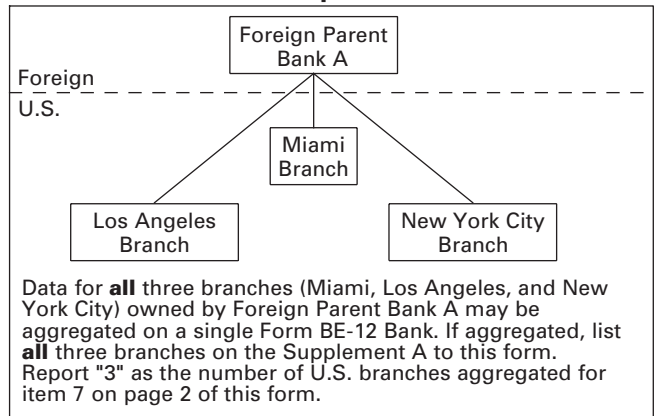 Foreign Parent
Bank A
Foreign
U.S.
Miami
Branch
Los Angeles
Branch
New York City
Branch
Data for all three branches (Miami, Los Angeles, and New
York City) owned by Foreign Parent Bank A may be
aggregated on a single Form BE-12 Bank. If aggregated, list
all three branches on the Supplement A to this form.
Report "3" as the number of U.S. branches aggregated for
item 7 on page 2 of this form.